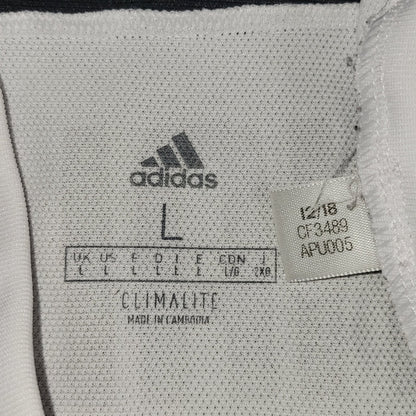 adidas
L
UK US F D I E CDN J
L L L L L L L/G 2XO
CLIMALITE
MADE IN CAMBODIA
12/18
CF3489
APU005